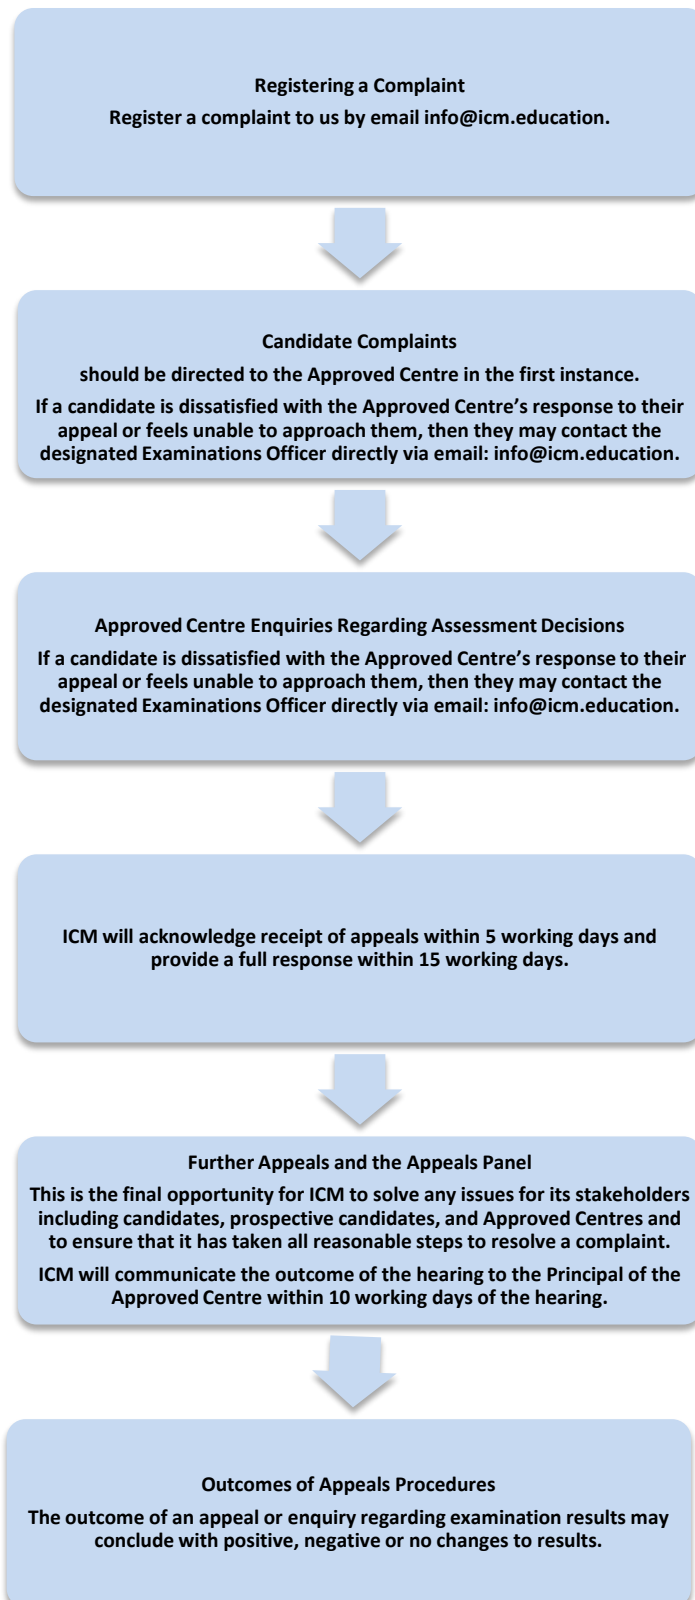 Registering a Complaint
Register a complaint to us by email info@icm.education.
Candidate Complaints
should be directed to the Approved Centre in the first instance.
If a candidate is dissatisfied with the Approved Centre's response to their
appeal or feels unable to approach them, then they may contact the
designated Examinations Officer directly via email: info@icm.education.
Approved Centre Enquiries Regarding Assessment Decisions
If a candidate is dissatisfied with the Approved Centre's response to their
appeal or feels unable to approach them, then they may contact the
designated Examinations Officer directly via email: info@icm.education.
ICM will acknowledge receipt of appeals within 5 working days and
provide a full response within 15 working days.
Further Appeals and the Appeals Panel
This is the final opportunity for ICM to solve any issues for its stakeholders
including candidates, prospective candidates, and Approved Centres and
to ensure that it has taken all reasonable steps to resolve a complaint.
ICM will communicate the outcome of the hearing to the Principal of the
Approved Centre within 10 working days of the hearing.
Outcomes of Appeals Procedures
The outcome of an appeal or enquiry regarding examination results may
conclude with positive, negative or no changes to results.